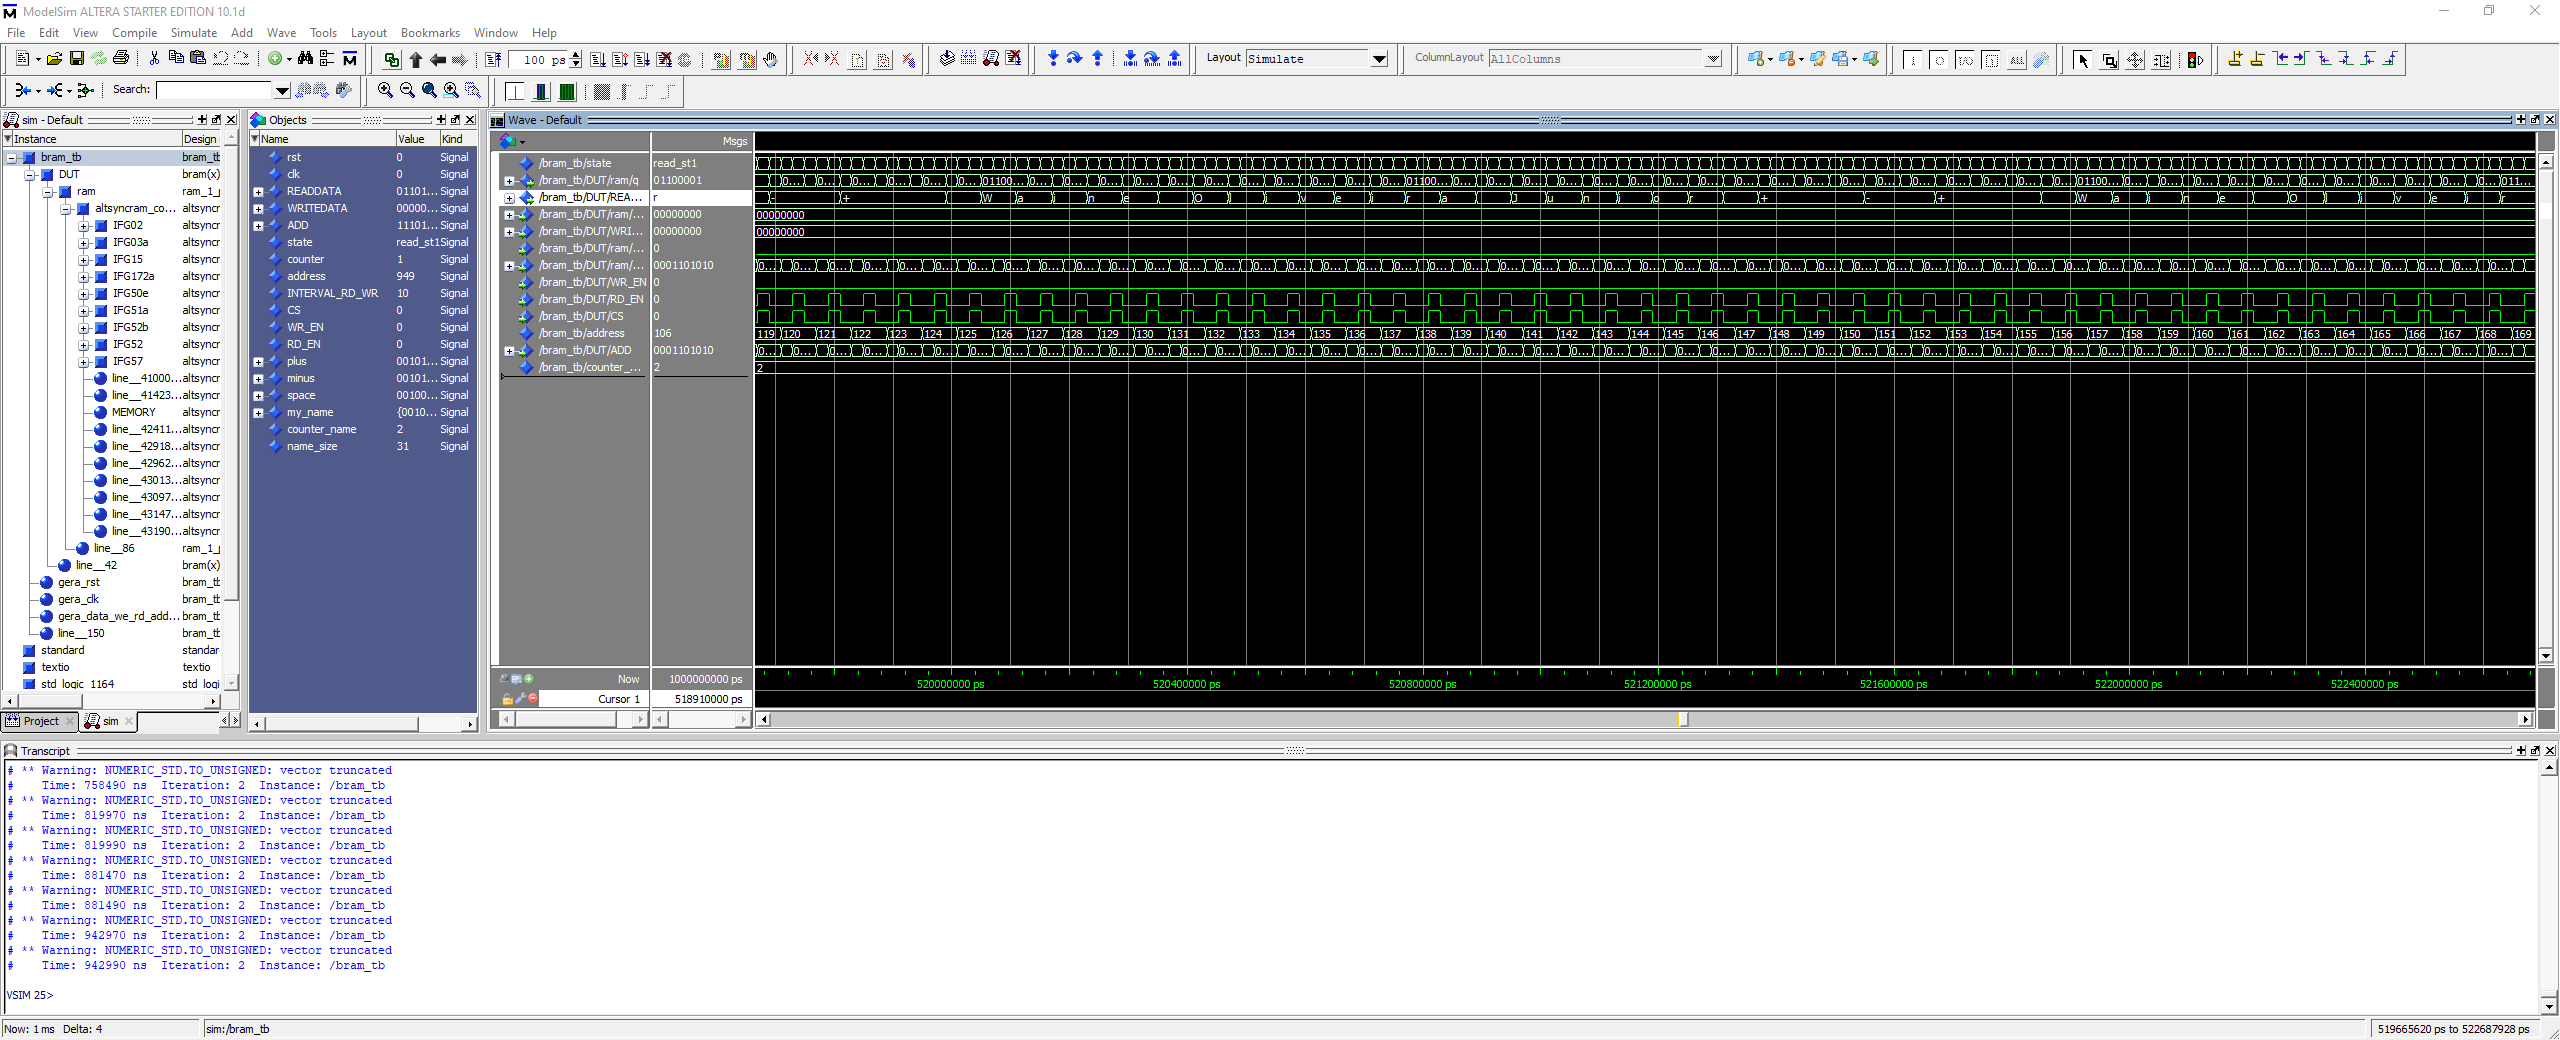 ModelSim ALTERA STARTER EDITION 10.1d
File Edit View Compile Simulate Add Wave Tools Layout Bookmarks Window Help
100 ps
Layout Simulate
ColumnLayout AllColumns
Search:
sim - Default
Instance Design
bram_tb bram_tb
DUT bram(x)
ram ram_1_p
altsyncram_co... altsyncr
IFG02 altsyncr
IFG03a altsyncr
IFG15 altsyncr
IFG172a altsyncr
IFG50e altsyncr
IFG51a altsyncr
IFG52b altsyncr
IFG52 altsyncr
IFG57 altsyncr
line__41000... altsyncr
line__41423... altsyncr
MEMORY altsyncr
line__42411... altsyncr
line__42918... altsyncr
line__42962... altsyncr
line__43013... altsyncr
line__43097... altsyncr
line__43147... altsyncr
line__43190... altsyncr
line__86 ram_1_p
line__42 bram(x)
gera_rst bram_tb
gera_clk bram_tb
gera_data_we_rd_add... bram_tb
line__150 bram_tb
standard standar
textio textio
std_logic_1164 std_logi
Project sim
Objects
Name Value Kind
rst 0 Signal
clk 0 Signal
READDATA 01101... Signal
WRITEDATA 00000... Signal
ADD 11101... Signal
state read_st1 Signal
counter 1 Signal
address 949 Signal
INTERVAL_RD_WR 10 Signal
CS 0 Signal
WR_EN 0 Signal
RD_EN 0 Signal
plus 00101... Signal
minus 00101... Signal
space 00100... Signal
my_name {0010... Signal
counter_name 2 Signal
name_size 31 Signal
Wave - Default
Msgs
/bram_tb/state read_st1
/bram_tb/DUT/ram/q 01100001
/bram_tb/DUT/REA... r - + W a i n e O l i v e i r a J u n i o r + - + W a i n e O l i v e i r
/bram_tb/DUT/ram/... 00000000 00000000
/bram_tb/DUT/WRI... 00000000 00000000
/bram_tb/DUT/ram/... 0
/bram_tb/DUT/ram/... 0001101010
/bram_tb/DUT/WR_EN 0
/bram_tb/DUT/RD_EN 0
/bram_tb/DUT/CS 0
/bram_tb/address 106 119 120 121 122 123 124 125 126 127 128 129 130 131 132 133 134 135 136 137 138 139 140 141 142 143 144 145 146 147 148 149 150 151 152 153 154 155 156 157 158 159 160 161 162 163 164 165 166 167 168 169
/bram_tb/DUT/ADD 0001101010
/bram_tb/counter_... 2 2
Now 1000000000 ps
Cursor 1 518910000 ps
520000000 ps 520400000 ps 520800000 ps 521200000 ps 521600000 ps 522000000 ps 522400000 ps
Transcript
# ** Warning: NUMERIC_STD.TO_UNSIGNED: vector truncated
# Time: 758490 ns Iteration: 2 Instance: /bram_tb
# ** Warning: NUMERIC_STD.TO_UNSIGNED: vector truncated
# Time: 819970 ns Iteration: 2 Instance: /bram_tb
# ** Warning: NUMERIC_STD.TO_UNSIGNED: vector truncated
# Time: 819990 ns Iteration: 2 Instance: /bram_tb
# ** Warning: NUMERIC_STD.TO_UNSIGNED: vector truncated
# Time: 881470 ns Iteration: 2 Instance: /bram_tb
# ** Warning: NUMERIC_STD.TO_UNSIGNED: vector truncated
# Time: 881490 ns Iteration: 2 Instance: /bram_tb
# ** Warning: NUMERIC_STD.TO_UNSIGNED: vector truncated
# Time: 942970 ns Iteration: 2 Instance: /bram_tb
# ** Warning: NUMERIC_STD.TO_UNSIGNED: vector truncated
# Time: 942990 ns Iteration: 2 Instance: /bram_tb
VSIM 25>
Now: 1 ms Delta: 4 sim:/bram_tb 519665620 ps to 522687928 ps